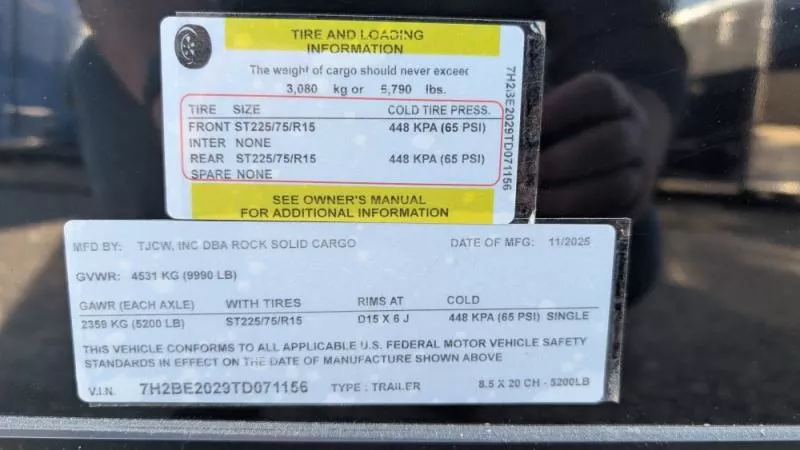 TIRE AND LOADING
INFORMATION
The weight of cargo should never exceed
3,080 kg or 5,790 lbs.
TIRE SIZE COLD TIRE PRESS.
FRONT ST225/75/R15 448 KPA (65 PSI)
INTER NONE
REAR ST225/75/R15 448 KPA (65 PSI)
SPARE NONE
SEE OWNER'S MANUAL
FOR ADDITIONAL INFORMATION
7H2BE2029TD071156
MFD BY: TJCW, INC DBA ROCK SOLID CARGO DATE OF MFG: 11/2025
GVWR: 4531 KG (9990 LB)
GAWR (EACH AXLE) WITH TIRES RIMS AT COLD
2359 KG (5200 LB) ST225/75/R15 D15 X 6 J 448 KPA (65 PSI) SINGLE
THIS VEHICLE CONFORMS TO ALL APPLICABLE U.S. FEDERAL MOTOR VEHICLE SAFETY
STANDARDS IN EFFECT ON THE DATE OF MANUFACTURE SHOWN ABOVE
V.I.N. 7H2BE2029TD071156 TYPE: TRAILER 8.5 X 20 CH - 5200LB